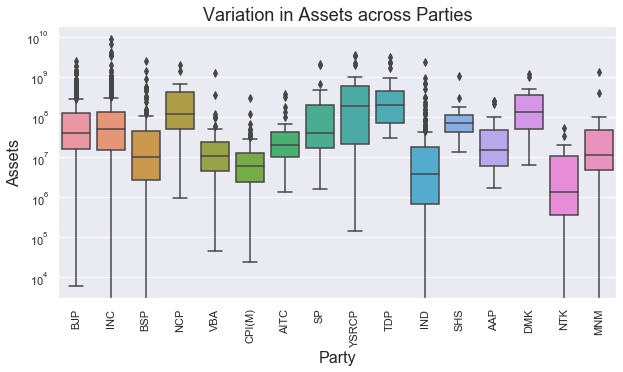 Variation in Assets across Parties
Assets
10^10
10^9
10^8
10^7
10^6
10^5
10^4
BJP
INC
BSP
NCP
VBA
CPI(M)
AITC
SP
YSRCP
TDP
IND
SHS
AAP
DMK
NTK
MNM
Party